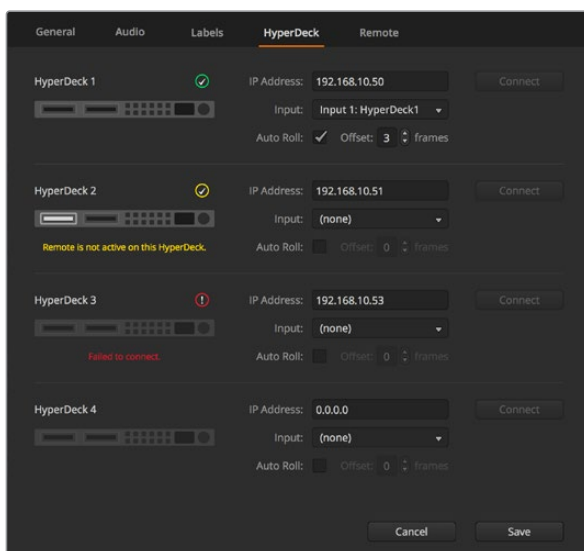 General Audio Labels HyperDeck Remote
HyperDeck 1 IP Address: 192.168.10.50 Connect
Input: Input 1: HyperDeck1
Auto Roll: Offset: 3 frames
HyperDeck 2 IP Address: 192.168.10.51 Connect
Input: (none)
Remote is not active on this HyperDeck. Auto Roll: Offset: 0 frames
HyperDeck 3 IP Address: 192.168.10.53 Connect
Input: (none)
Failed to connect. Auto Roll: Offset: 0 frames
HyperDeck 4 IP Address: 0.0.0.0 Connect
Input: (none)
Auto Roll: Offset: 0 frames
Cancel Save